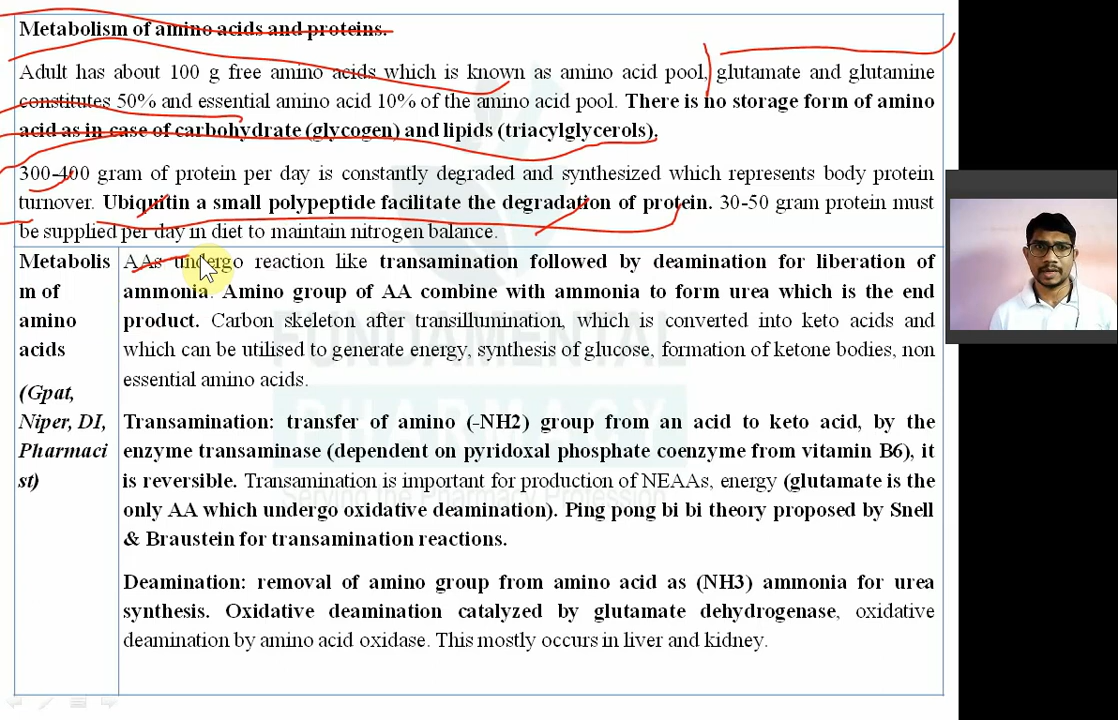 Metabolism of amino acids and proteins.
Adult has about 100 g free amino acids which is known as amino acid pool, glutamate and glutamine
constitutes 50% and essential amino acid 10% of the amino acid pool. There is no storage form of amino
acid as in case of carbohydrate (glycogen) and lipids (triacylglycerols).
300-400 gram of protein per day is constantly degraded and synthesized which represents body protein
turnover. Ubiquitin a small polypeptide facilitate the degradation of protein. 30-50 gram protein must
be supplied per day in diet to maintain nitrogen balance.
Metabolis
m of
amino
acids
(Gpat,
Niper, DI,
Pharmaci
st)
AAs undergo reaction like transamination followed by deamination for liberation of
ammonia. Amino group of AA combine with ammonia to form urea which is the end
product. Carbon skeleton after transillumination, which is converted into keto acids and
which can be utilised to generate energy, synthesis of glucose, formation of ketone bodies, non
essential amino acids.
Transamination: transfer of amino (-NH2) group from an acid to keto acid, by the
enzyme transaminase (dependent on pyridoxal phosphate coenzyme from vitamin B6), it
is reversible. Transamination is important for production of NEAAs, energy (glutamate is the
only AA which undergo oxidative deamination). Ping pong bi bi theory proposed by Snell
& Braustein for transamination reactions.
Deamination: removal of amino group from amino acid as (NH3) ammonia for urea
synthesis. Oxidative deamination catalyzed by glutamate dehydrogenase, oxidative
deamination by amino acid oxidase. This mostly occurs in liver and kidney.
FUNDAMENTAL
PHARMACY
Serving the Pharmacy Profession